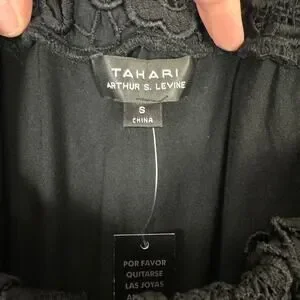 TAHARI
ARTHUR S. LEVINE
S
CHINA
POR FAVOR
QUITARSE
LAS JOYAS